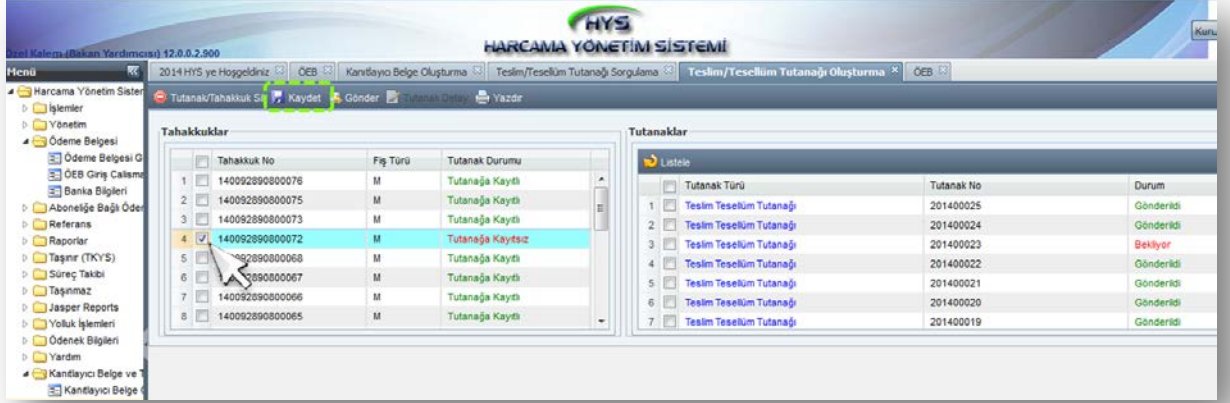 HYS
HARCAMA YÖNETİM SİSTEMİ
Kuru
Özel Kalem (Bakan Yardımcısı) 12.0.0.2.900
Menü
2014 HYS ye Hoşgeldiniz
ÖEB
Kanıtlayıcı Belge Oluşturma
Teslim/Tesellüm Tutanağı Sorgulama
Teslim/Tesellüm Tutanağı Oluşturma
ÖEB
Harcama Yönetim Sister
İşlemler
Yönetim
Ödeme Belgesi
Ödeme Belgesi G
ÖEB Giriş Calisma
Banka Bilgileri
Aboneliğe Bağlı Öder
Referans
Raporlar
Taşınır (TKYS)
Süreç Takibi
Taşınmaz
Jasper Reports
Yolluk İşlemleri
Ödenek Bilgileri
Yardım
Kanıtlayıcı Belge ve T
Kanıtlayıcı Belge
Tutanak/Tahakkuk Sil
Kaydet
Gönder
Tutanak Detay
Yazdır
Tahakkuklar
Tahakkuk No Fiş Türü Tutanak Durumu
1 140092890800076 M Tutanağa Kayıtlı
2 140092890800075 M Tutanağa Kayıtlı
3 140092890800073 M Tutanağa Kayıtlı
4 140092890800072 M Tutanağa Kayıtsız
5 92890800068 M Tutanağa Kayıtlı
6 092890800067 M Tutanağa Kayıtlı
7 140092890800066 M Tutanağa Kayıtlı
8 140092890800065 M Tutanağa Kayıtlı
Tutanaklar
Listele
Tutanak Türü Tutanak No Durum
1 Teslim Tesellüm Tutanağı 201400025 Gönderildi
2 Teslim Tesellüm Tutanağı 201400024 Gönderildi
3 Teslim Tesellüm Tutanağı 201400023 Bekliyor
4 Teslim Tesellüm Tutanağı 201400022 Gönderildi
5 Teslim Tesellüm Tutanağı 201400021 Gönderildi
6 Teslim Tesellüm Tutanağı 201400020 Gönderildi
7 Teslim Tesellüm Tutanağı 201400019 Gönderildi